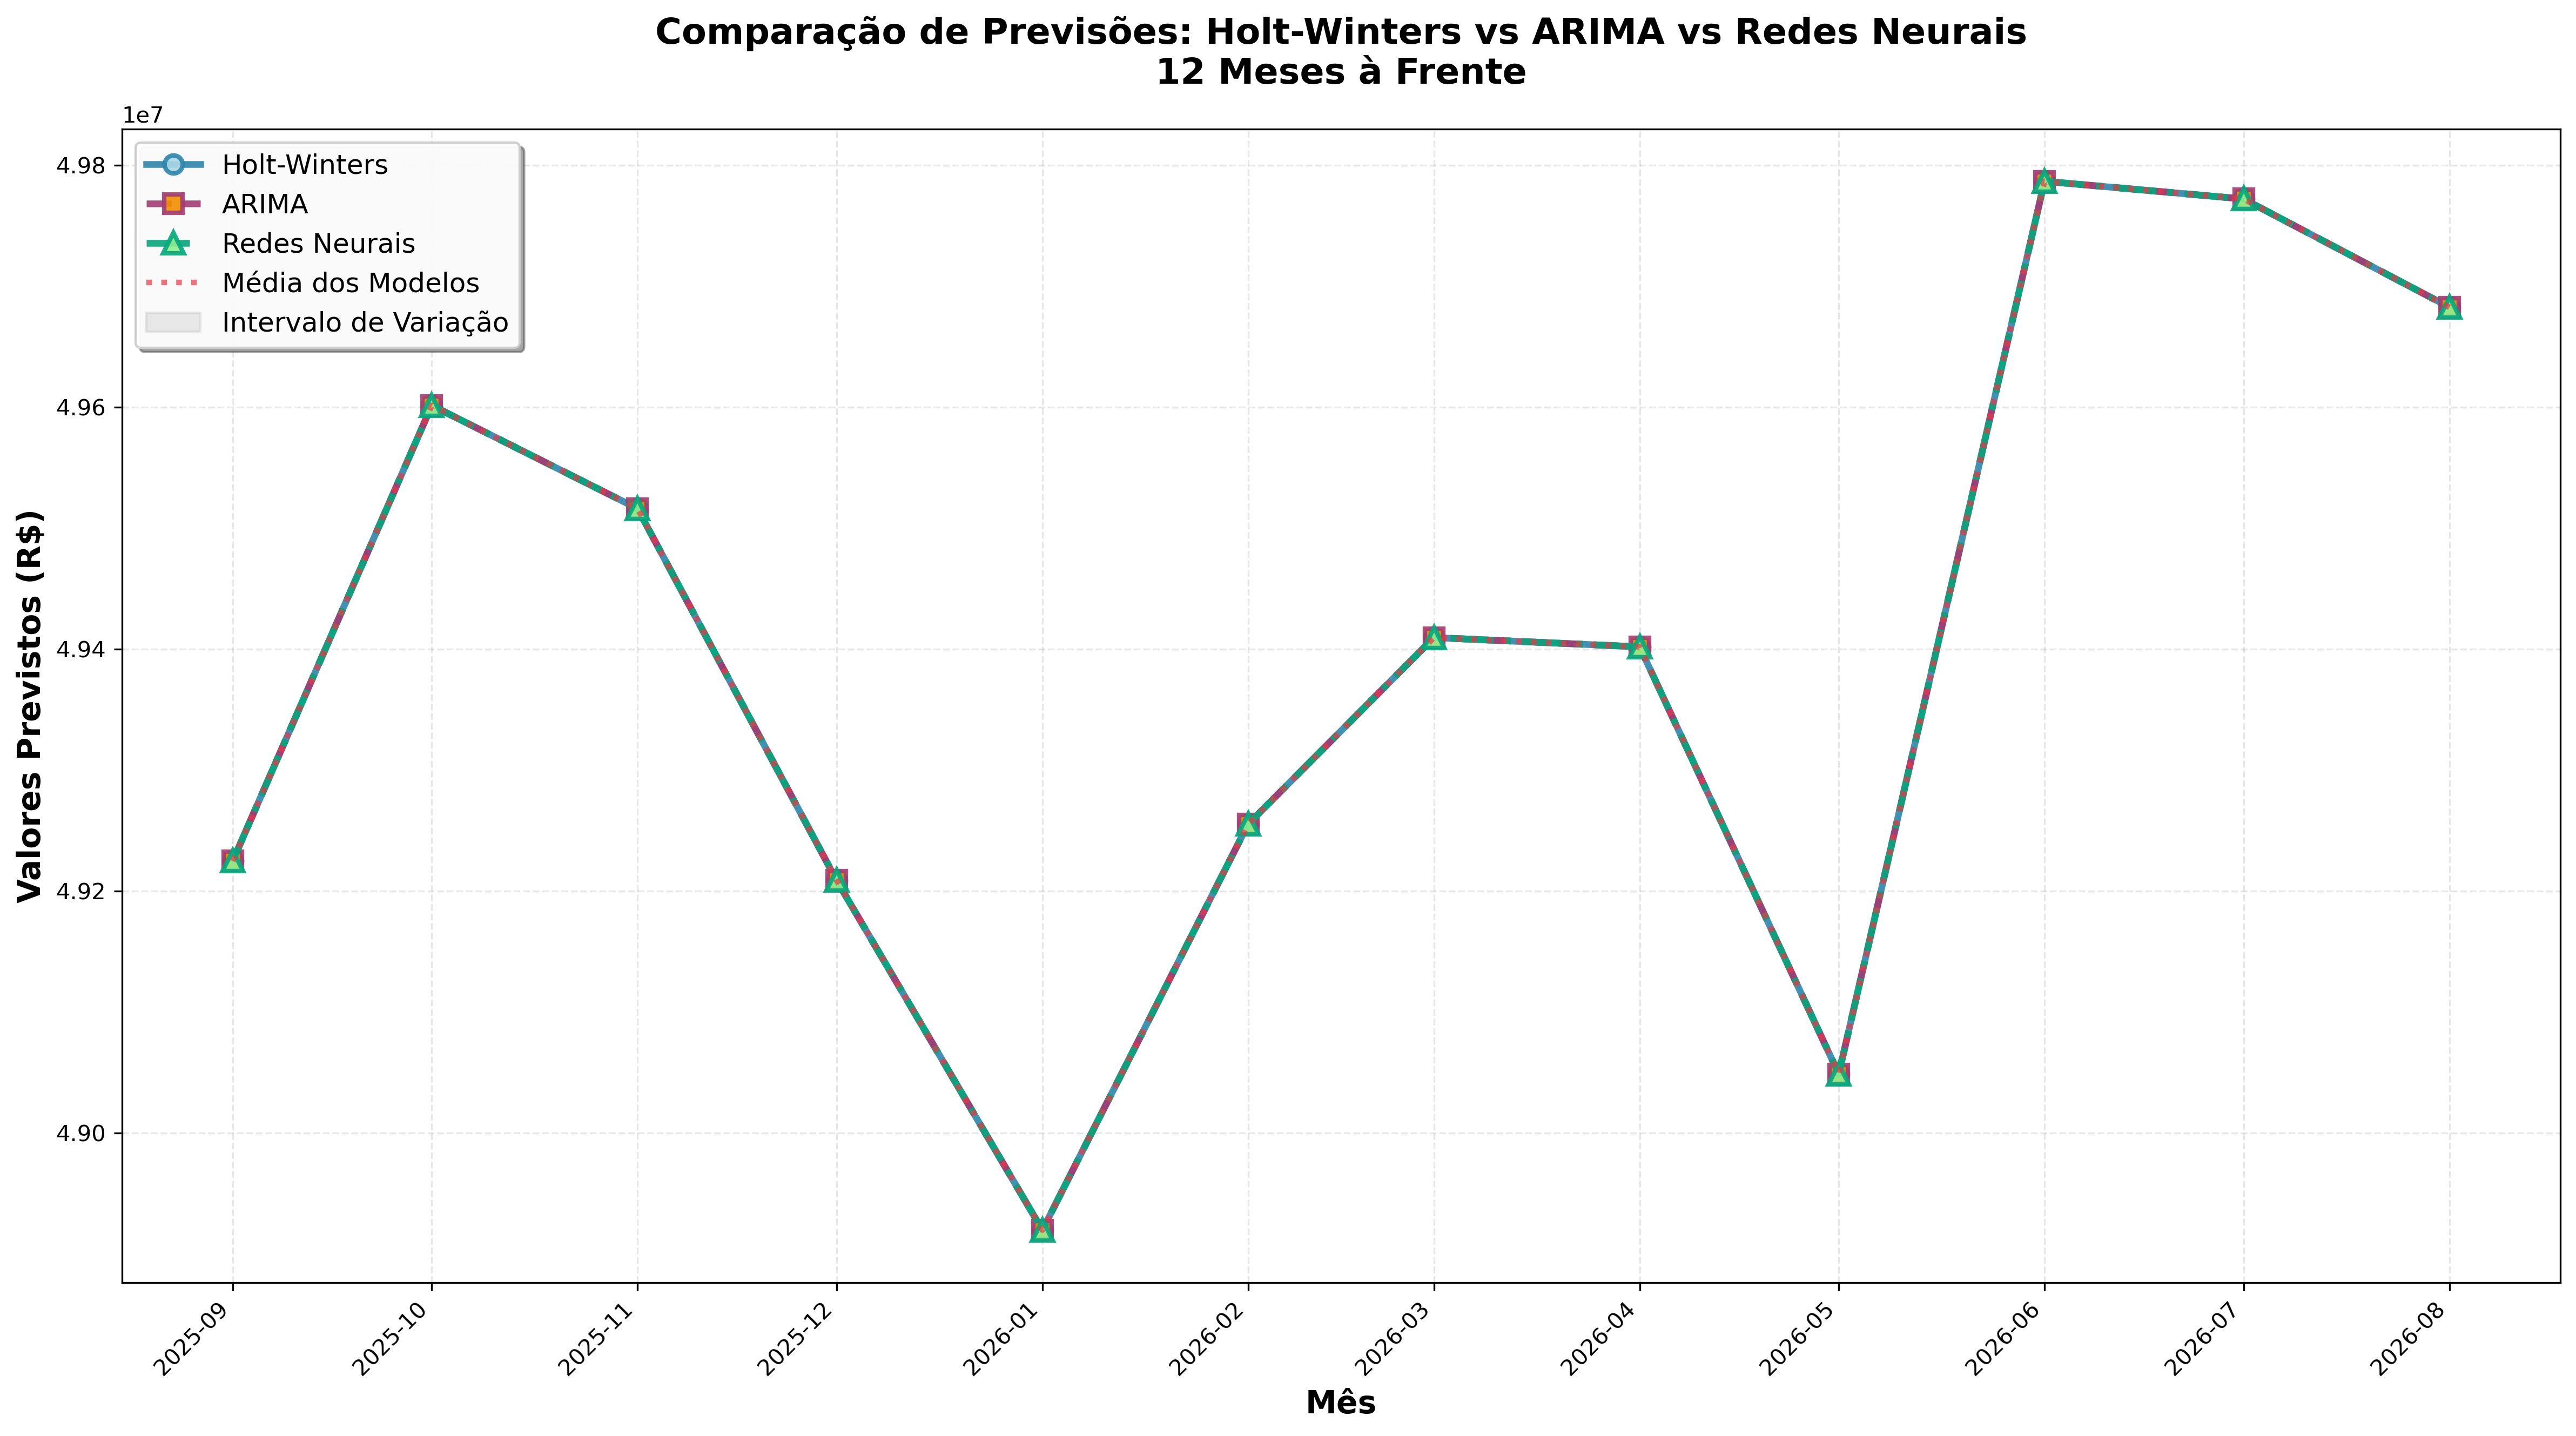 Comparação de Previsões: Holt-Winters vs ARIMA vs Redes Neurais
12 Meses à Frente
1e7
Holt-Winters
ARIMA
Redes Neurais
Média dos Modelos
Intervalo de Variação
4.98
4.96
4.94
4.92
4.90
Valores Previstos (R$)
2025-09
2025-10
2025-11
2025-12
2026-01
2026-02
2026-03
2026-04
2026-05
2026-06
2026-07
2026-08
Mês